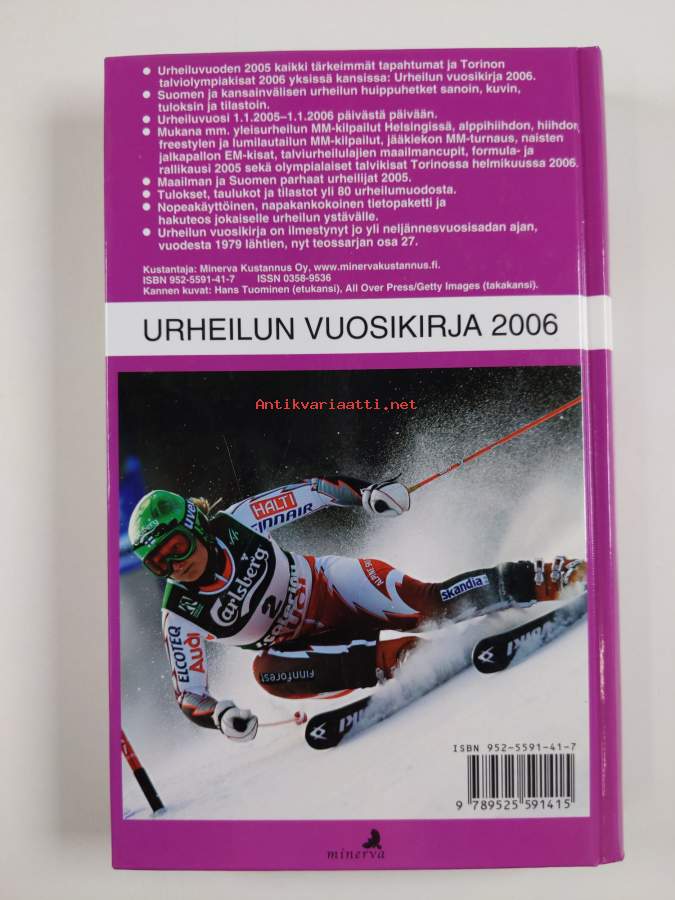 • Urheiluvuoden 2005 kaikki tärkeimmät tapahtumat ja Torinon
talviolympiakisat 2006 yksissä kansissa: Urheilun vuosikirja 2006.
• Suomen ja kansainvälisen urheilun huippuhetket sanoin, kuvin,
tuloksin ja tilastoin.
• Urheiluvuosi 1.1.2005–1.1.2006 päivästä päivään.
• Mukana mm. yleisurheilun MM-kilpailut Helsingissä, alppihiihdon, hiihdon,
freestylen ja lumilautailun MM-kilpailut, jääkiekon MM-turnaus, naisten
jalkapallon EM-kisat, talviurheilulajien maailmancupit, formula- ja
rallikausi 2005 sekä olympialaiset talvikisat Torinossa helmikuussa 2006.
• Maailman ja Suomen parhaat urheilijat 2005.
• Tulokset, taulukot ja tilastot yli 80 urheilumuodosta.
• Nopeakäyttöinen, napakankokoinen tietopaketti ja
hakuteos jokaiselle urheilun ystävälle.
• Urheilun vuosikirja on ilmestynyt jo yli neljännesvuosisadan ajan,
vuodesta 1979 lähtien, nyt teossarjan osa 27.
Kustantaja: Minerva Kustannus Oy, www.minervakustannus.fi.
ISBN 952-5591-41-7 ISSN 0358-9536
Kannen kuvat: Hans Tuominen (etukansi), All Over Press/Getty Images (takakansi).
URHEILUN VUOSIKIRJA 2006
Antikvariaatti.net
HALTI
FINNAIR
uvex
Carlsberg
2
Audi
ELCOTEQ
Audi
Skandia
finnforest
ISBN 952-5591-41-7
9 789525 591415
minerva